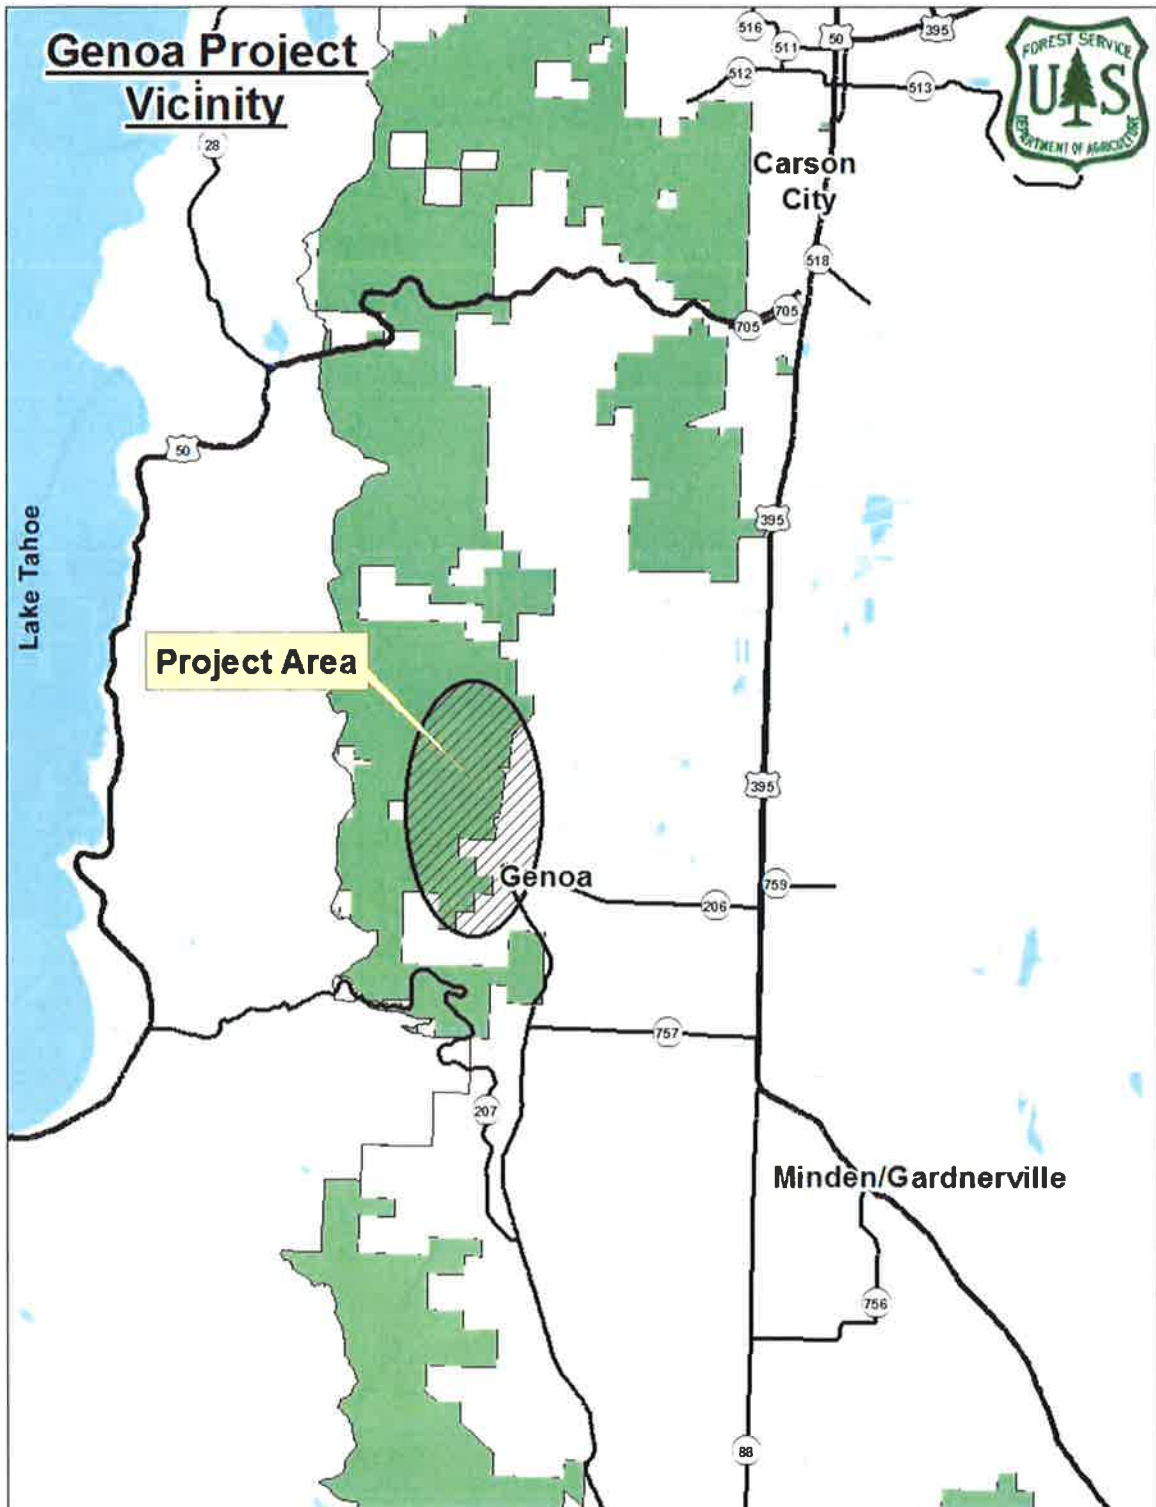 Genoa Project
Vicinity
516
511
50
395
512
513
FOREST SERVICE
U S
DEPARTMENT OF AGRICULTURE
28
Carson
City
518
705
705
50
Lake Tahoe
395
Project Area
395
Genoa
759
206
757
207
Minden/Gardnerville
756
88